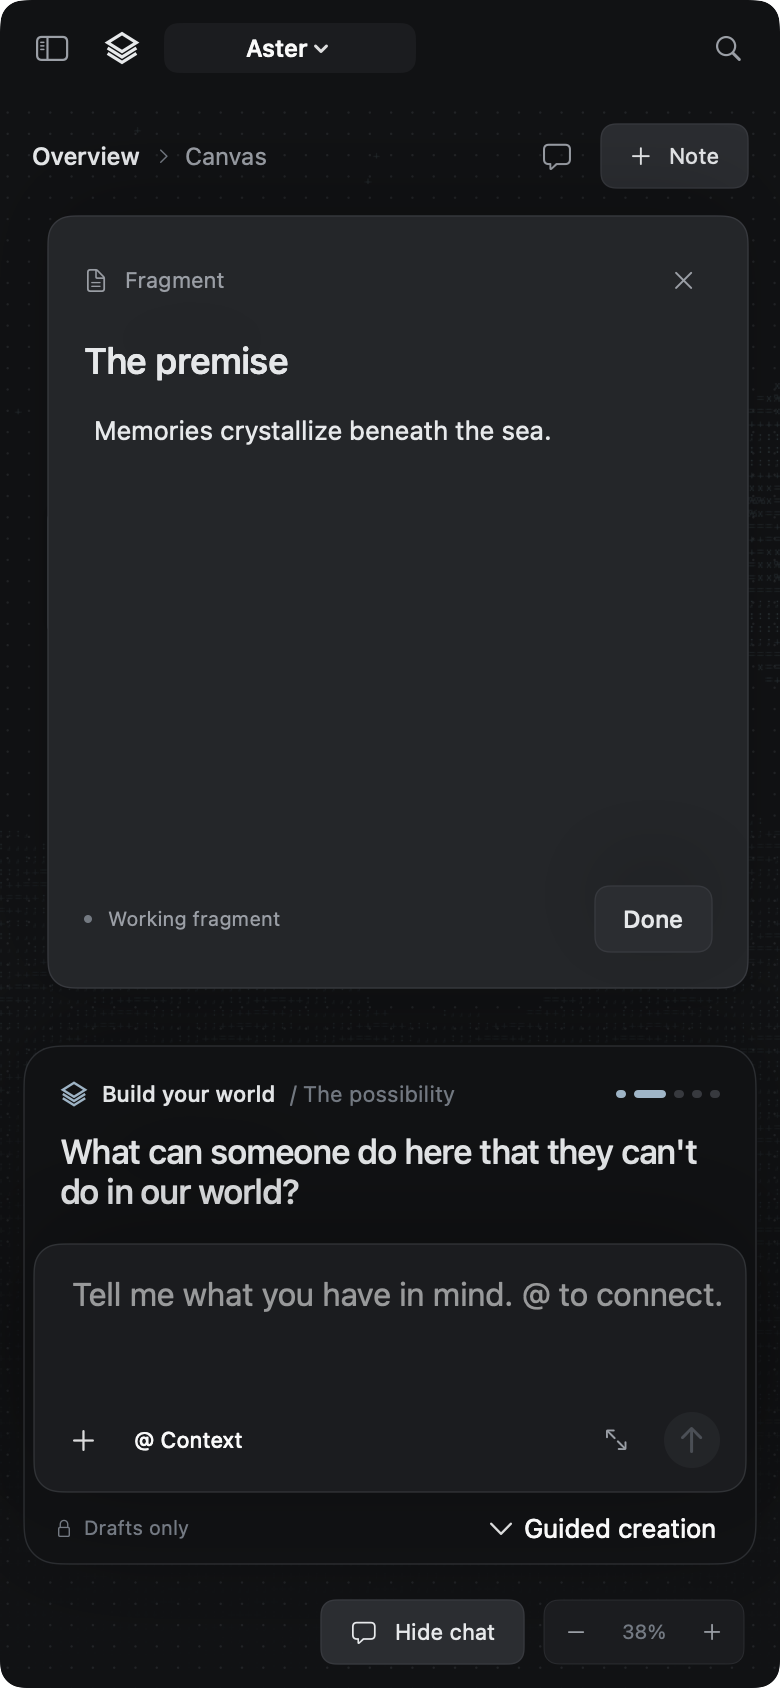 Aster
Overview > Canvas
+ Note
Fragment
The premise
Memories crystallize beneath the sea.
Working fragment
Done
Build your world / The possibility
What can someone do here that they can't
do in our world?
Tell me what you have in mind. @ to connect.
@ Context
Drafts only
Guided creation
Hide chat
38%